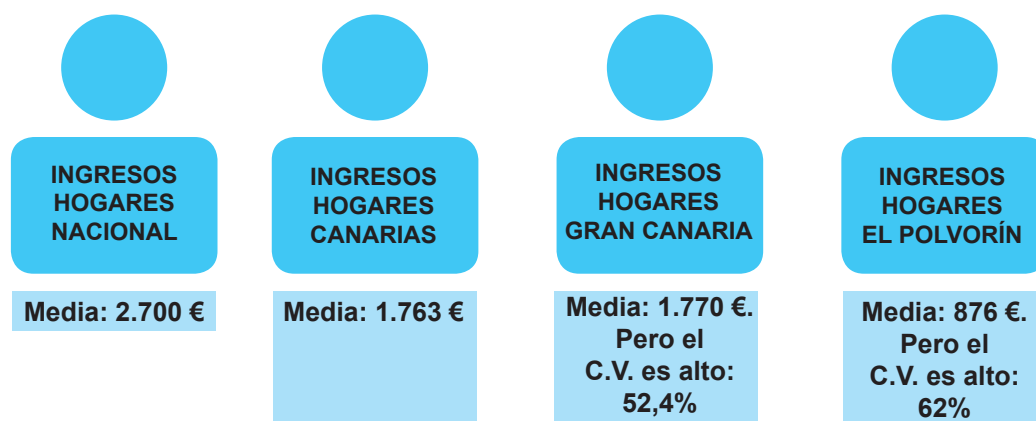 INGRESOS
HOGARES
NACIONAL
Media: 2.700 €
INGRESOS
HOGARES
CANARIAS
Media: 1.763 €
INGRESOS
HOGARES
GRAN CANARIA
Media: 1.770 €.
Pero el
C.V. es alto:
52,4%
INGRESOS
HOGARES
EL POLVORÍN
Media: 876 €.
Pero el
C.V. es alto:
62%